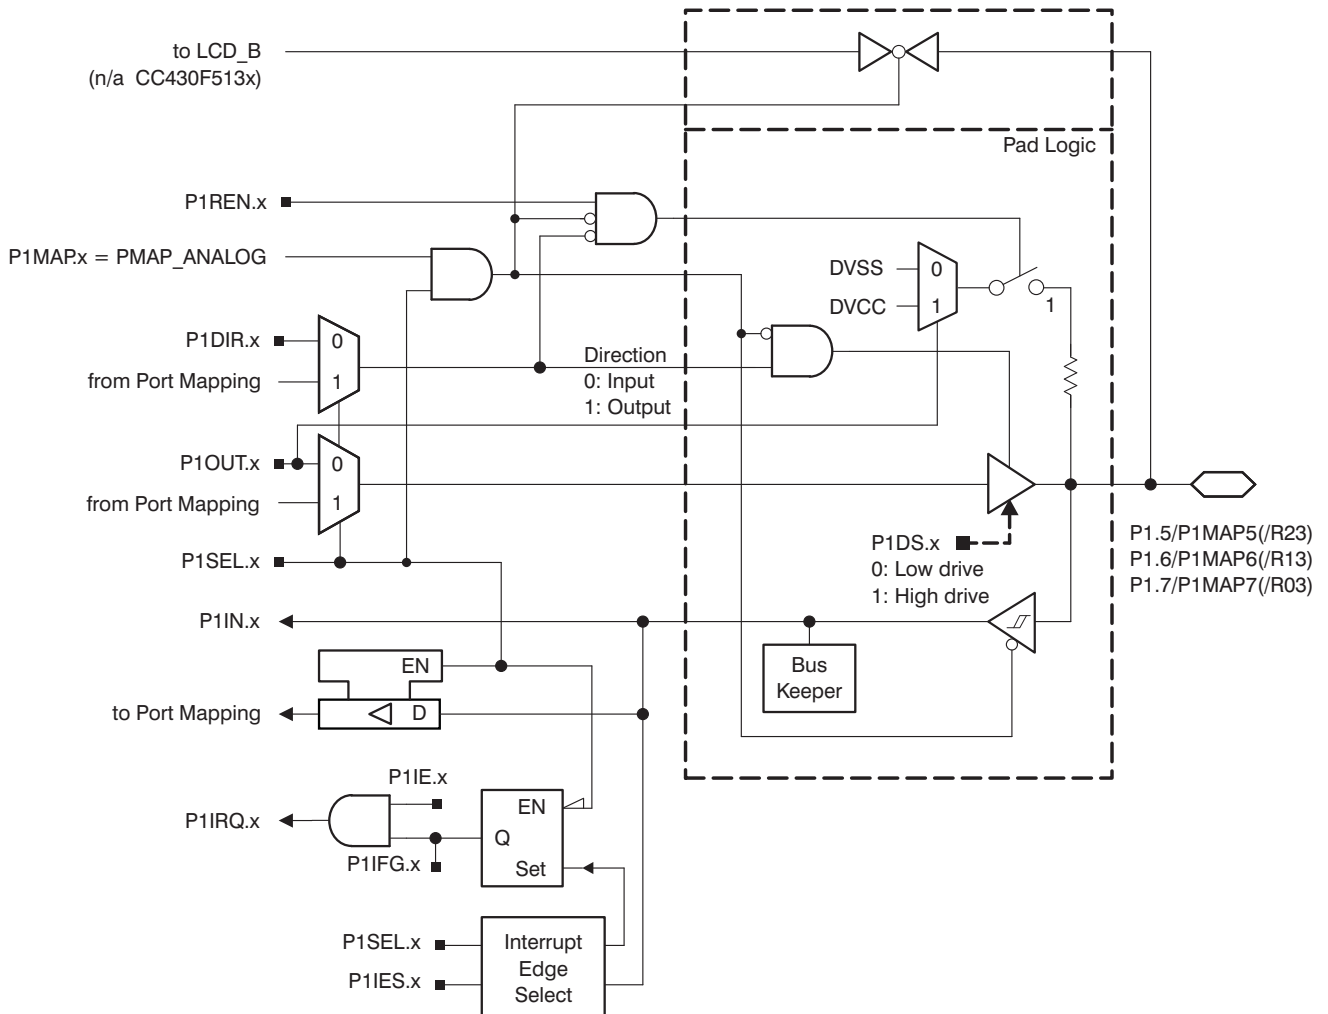 to LCD_B
(n/a CC430F513x)
Pad Logic
P1REN.x
P1MAP.x = PMAP_ANALOG
DVSS
0
DVCC
1
1
P1DIR.x
0
from Port Mapping
1
Direction
0: Input
1: Output
P1OUT.x
0
from Port Mapping
1
P1SEL.x
P1DS.x
0: Low drive
1: High drive
P1.5/P1MAP5(/R23)
P1.6/P1MAP6(/R13)
P1.7/P1MAP7(/R03)
P1IN.x
Bus
Keeper
EN
to Port Mapping
D
P1IE.x
P1IRQ.x
P1IFG.x
EN
Q
Set
P1SEL.x
P1IES.x
Interrupt
Edge
Select